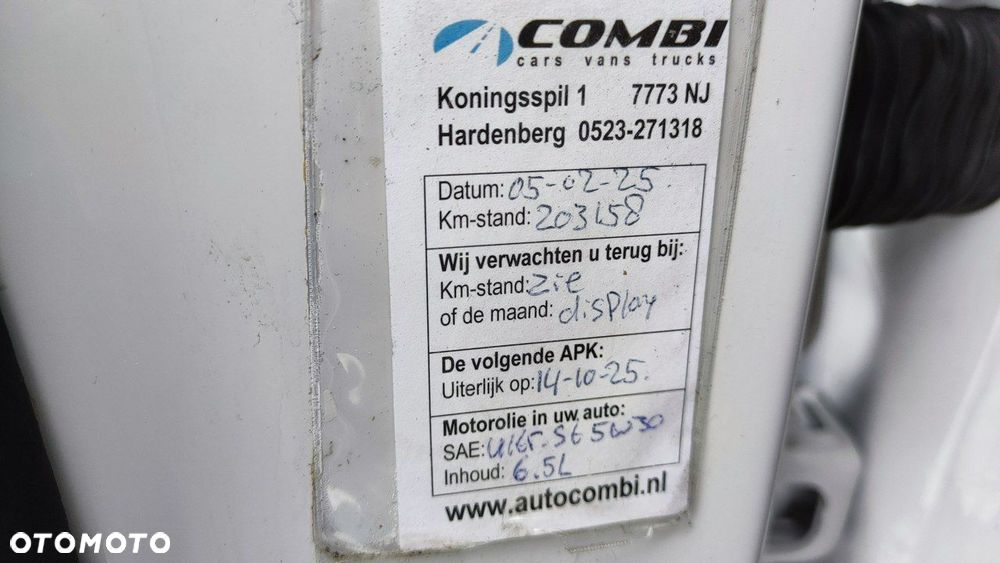 COMBI
cars vans trucks
Koningsspil 1 7773 NJ
Hardenberg 0523-271318
Datum: 05-02-25.
Km-stand: 203158
Wij verwachten u terug bij:
Km-stand: zie
of de maand: display
De volgende APK:
Uiterlijk op: 14-10-25.
Motorolie in uw auto:
SAE: 5W30
Inhoud: 6.5L
www.autocombi.nl
OTOMOTO